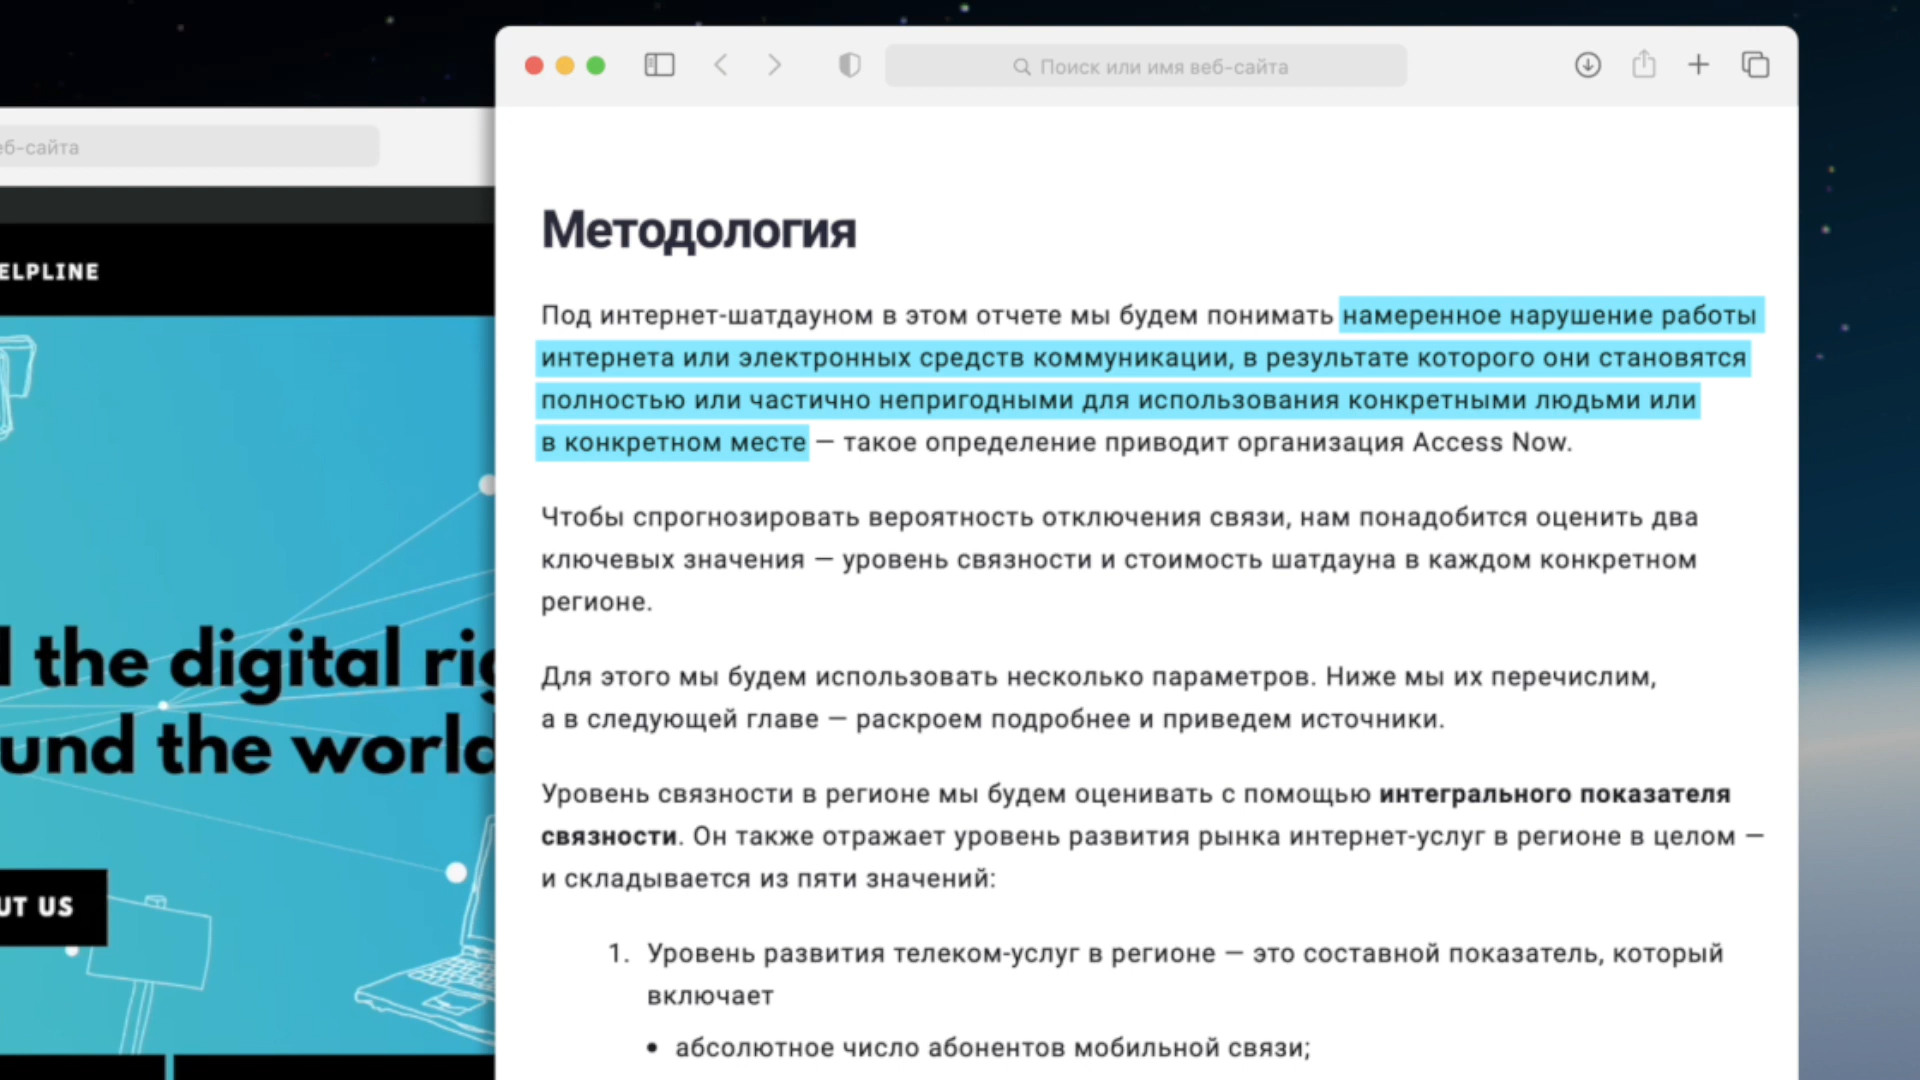 Поиск или имя веб-сайта
еб-сайта
ELPLINE
the digital
und the world
UT US
Методология
Под интернет-шатдауном в этом отчете мы будем понимать намеренное нарушение работы
интернета или электронных средств коммуникации, в результате которого они становятся
полностью или частично непригодными для использования конкретными людьми или
в конкретном месте — такое определение приводит организация Access Now.
Чтобы спрогнозировать вероятность отключения связи, нам понадобится оценить два
ключевых значения — уровень связности и стоимость шатдауна в каждом конкретном
регионе.
Для этого мы будем использовать несколько параметров. Ниже мы их перечислим,
а в следующей главе — раскроем подробнее и приведем источники.
Уровень связности в регионе мы будем оценивать с помощью интегрального показателя
связности. Он также отражает уровень развития рынка интернет-услуг в регионе в целом —
и складывается из пяти значений:
1. Уровень развития телеком-услуг в регионе — это составной показатель, который
включает
• абсолютное число абонентов мобильной связи;